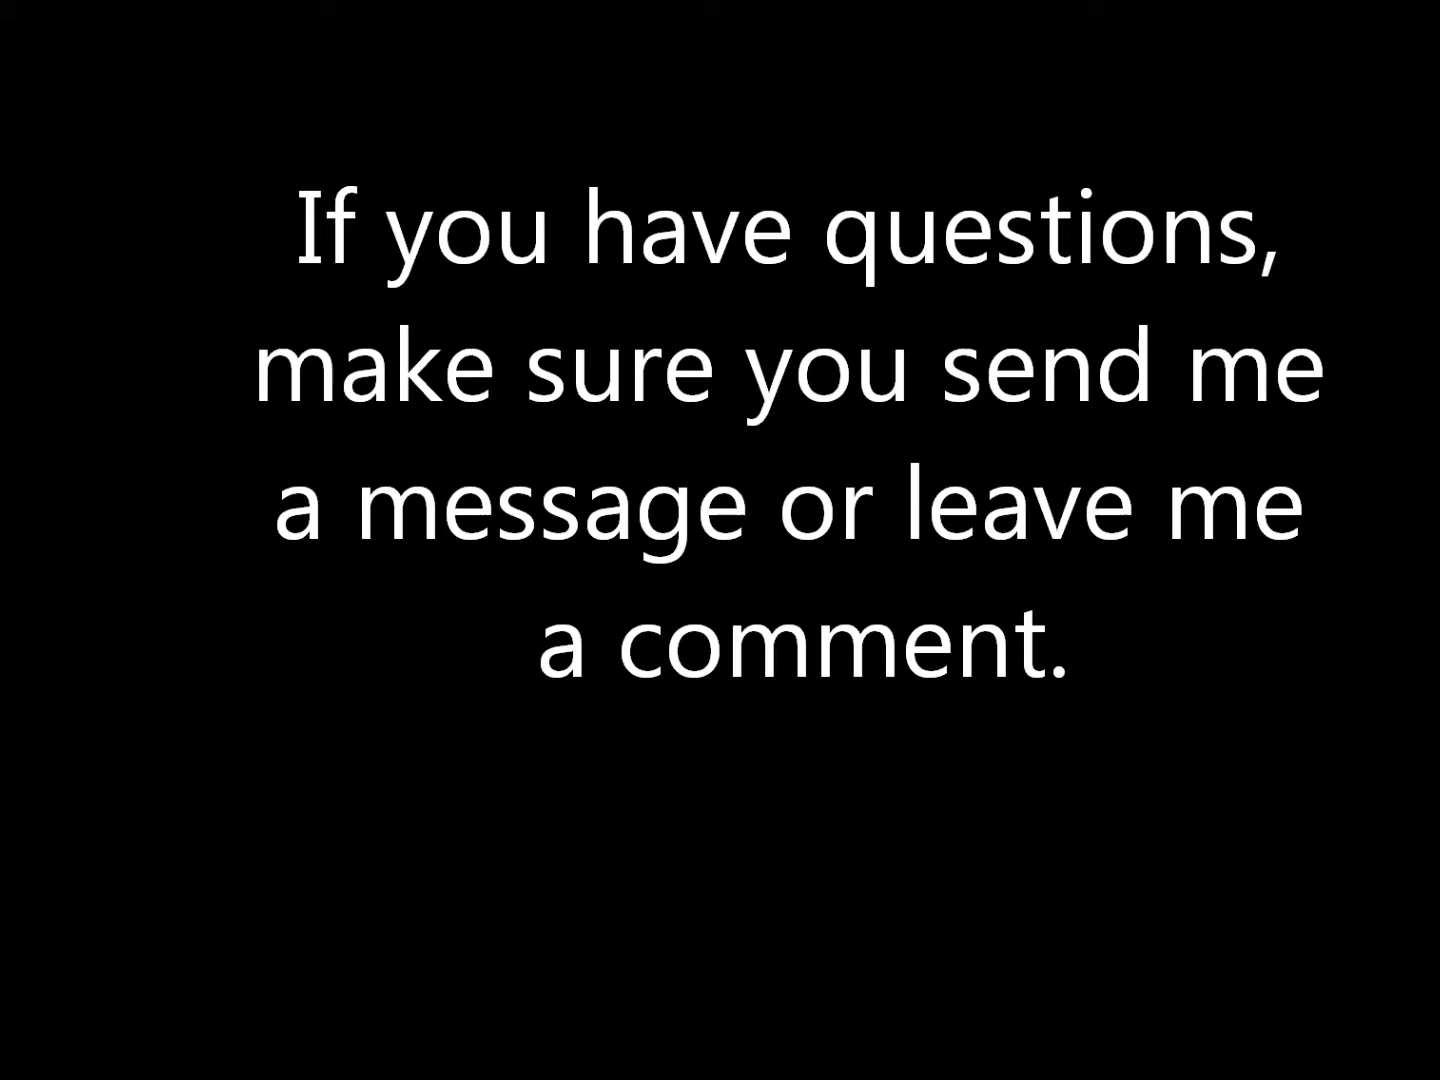 If you have questions,
make sure you send me
a message or leave me
a comment.